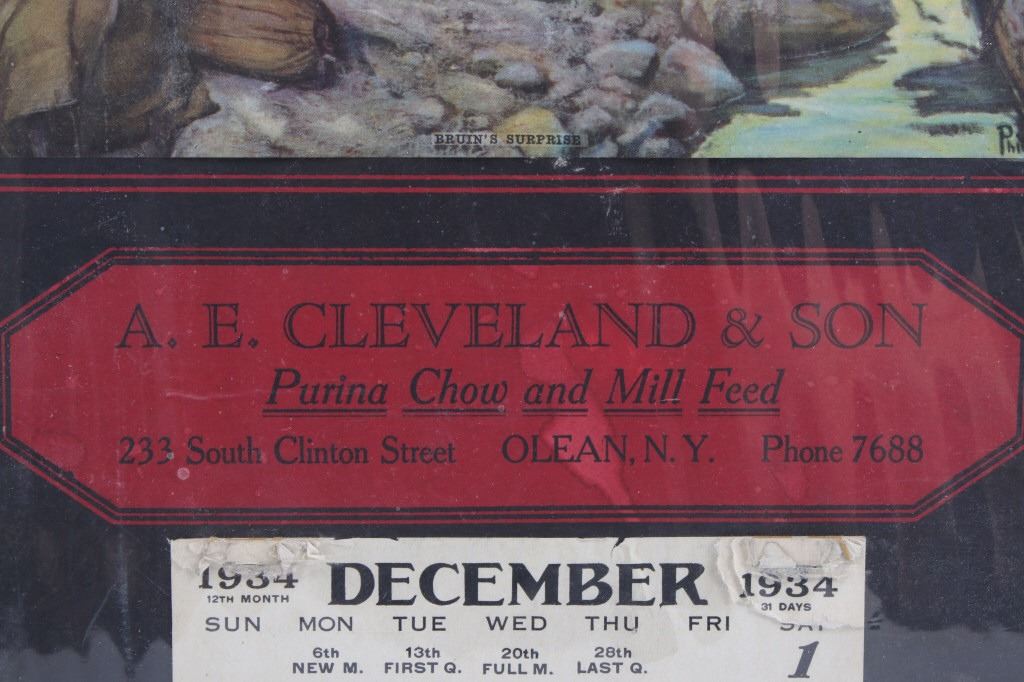 BRUIN'S SURPRISE
A. E. CLEVELAND & SON
Purina Chow and Mill Feed
233 South Clinton Street OLEAN, N. Y. Phone 7688
1934 DECEMBER 1934
12TH MONTH 31 DAYS
SUN MON TUE WED THU FRI SAT
6th 13th 20th 28th
NEW M. FIRST Q. FULL M. LAST Q.
1